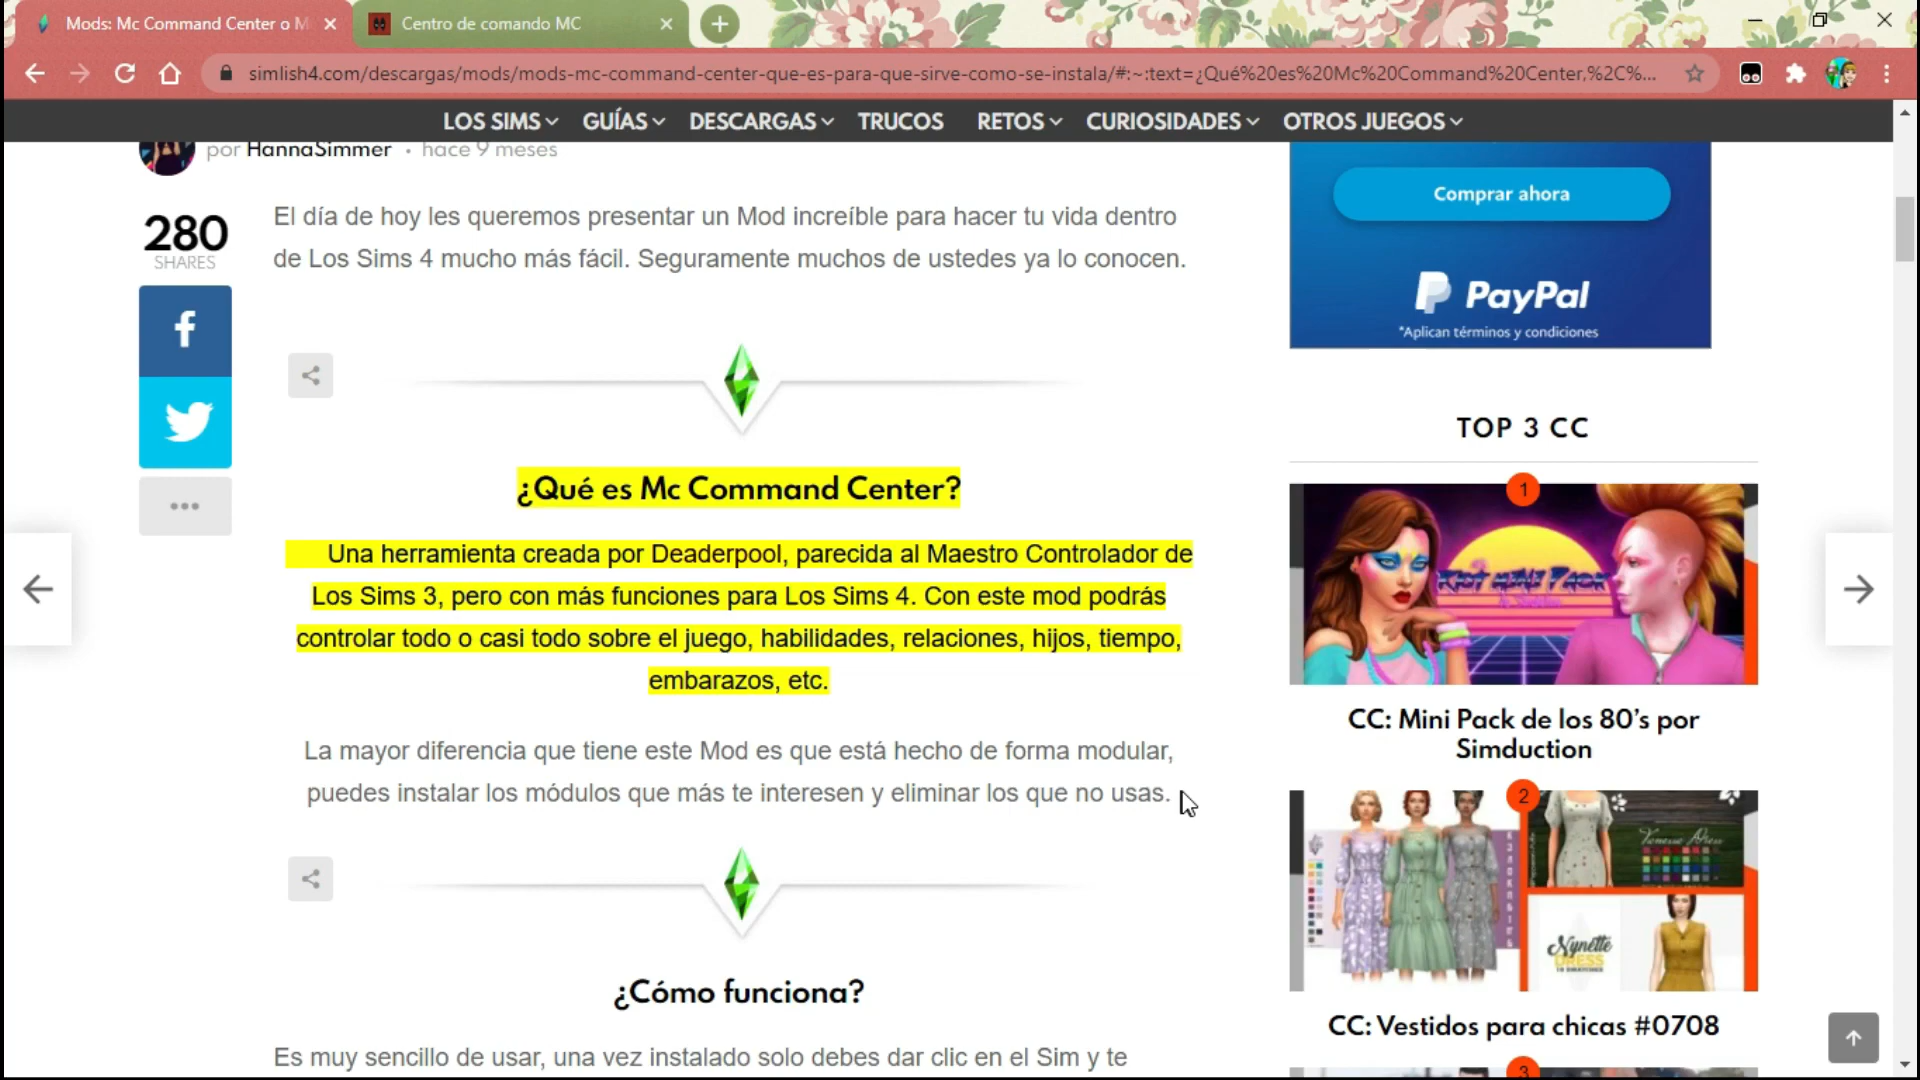 Mods: Mc Command Center o M
Centro de comando MC
simlish4.com/descargas/mods/mods-mc-command-center-que-es-para-que-sirve-como-se-instala/#:~:text=¿Qué%20es%20Mc%20Command%20Center,%2C%...
LOS SIMS GUÍAS DESCARGAS TRUCOS RETOS CURIOSIDADES OTROS JUEGOS
por HannaSimmer • hace 9 meses
280
SHARES
El día de hoy les queremos presentar un Mod increíble para hacer tu vida dentro
de Los Sims 4 mucho más fácil. Seguramente muchos de ustedes ya lo conocen.
¿Qué es Mc Command Center?
Una herramienta creada por Deaderpool, parecida al Maestro Controlador de
Los Sims 3, pero con más funciones para Los Sims 4. Con este mod podrás
controlar todo o casi todo sobre el juego, habilidades, relaciones, hijos, tiempo,
embarazos, etc.
La mayor diferencia que tiene este Mod es que está hecho de forma modular,
puedes instalar los módulos que más te interesen y eliminar los que no usas.
¿Cómo funciona?
Es muy sencillo de usar, una vez instalado solo debes dar clic en el Sim y te
Comprar ahora
PayPal
*Aplican términos y condiciones
TOP 3 CC
1
CC: Mini Pack de los 80's por
Simduction
2
Nynette
DRESS
CC: Vestidos para chicas #0708
3